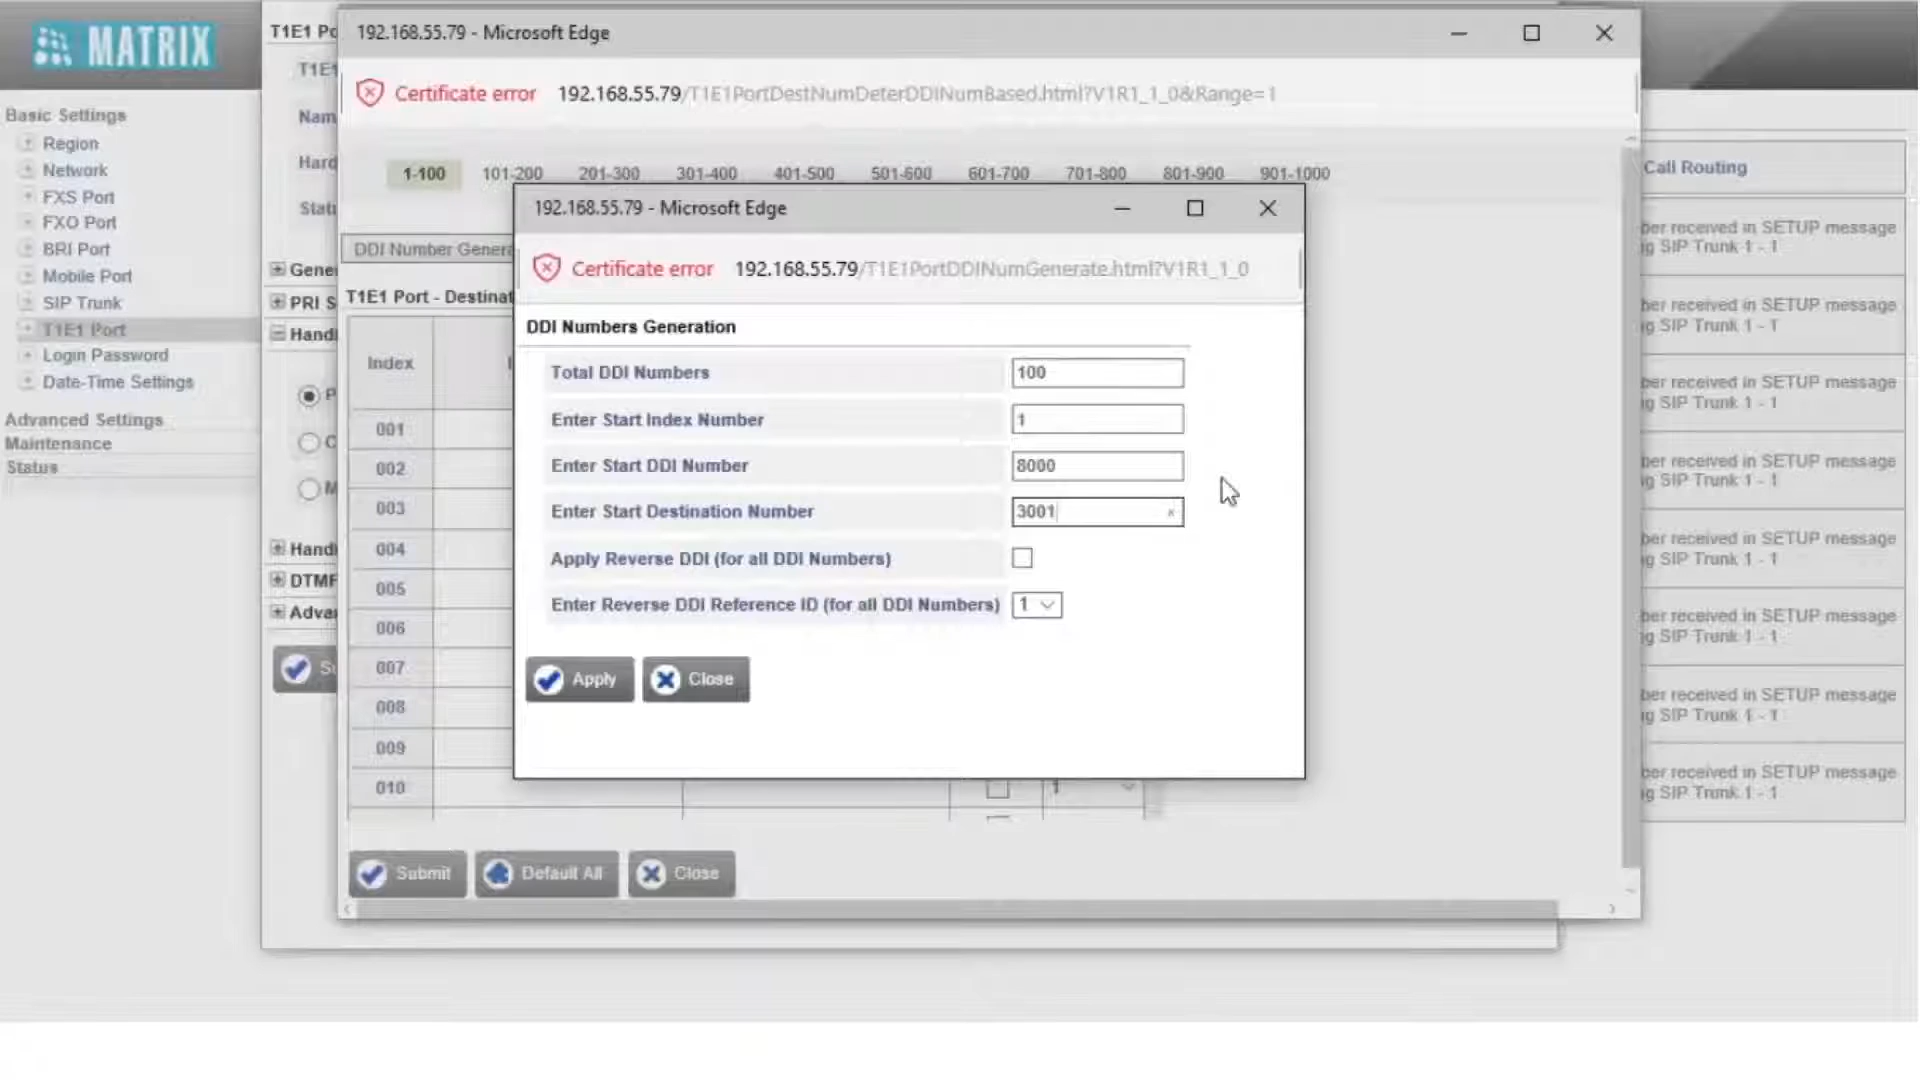 MATRIX
Basic Settings
Region
Network
FXS Port
FXO Port
BRI Port
Mobile Port
SIP Trunk
T1E1 Port
Login Password
Date-Time Settings
Advanced Settings
Maintenance
Status
T1E1 Po
T1E1
Nam
Hard
Statu
Gene
PRI S
Handl
P
C
M
Handl
DTMF
Advan
Su
192.168.55.79 - Microsoft Edge
Certificate error 192.168.55.79/T1E1PortDestNumDeterDDINumBased.html?V1R1_1_0&Range=1
1-100 101-200 201-300 301-400 401-500 501-600 601-700 701-800 801-900 901-1000
DDI Number Genera
T1E1 Port - Destinat
Index
001
002
003
004
005
006
007
008
009
010
1
Submit
Default All
Close
192.168.55.79 - Microsoft Edge
Certificate error 192.168.55.79/T1E1PortDDINumGenerate.html?V1R1_1_0
DDI Numbers Generation
Total DDI Numbers 100
Enter Start Index Number 1
Enter Start DDI Number 8000
Enter Start Destination Number 3001
Apply Reverse DDI (for all DDI Numbers)
Enter Reverse DDI Reference ID (for all DDI Numbers) 1
Apply
Close
Call Routing
ber received in SETUP message
g SIP Trunk 1 - 1
ber received in SETUP message
g SIP Trunk 1 - 1
ber received in SETUP message
g SIP Trunk 1 - 1
ber received in SETUP message
g SIP Trunk 1 - 1
ber received in SETUP message
g SIP Trunk 1 - 1
ber received in SETUP message
g SIP Trunk 1 - 1
ber received in SETUP message
g SIP Trunk 1 - 1
ber received in SETUP message
g SIP Trunk 1 - 1